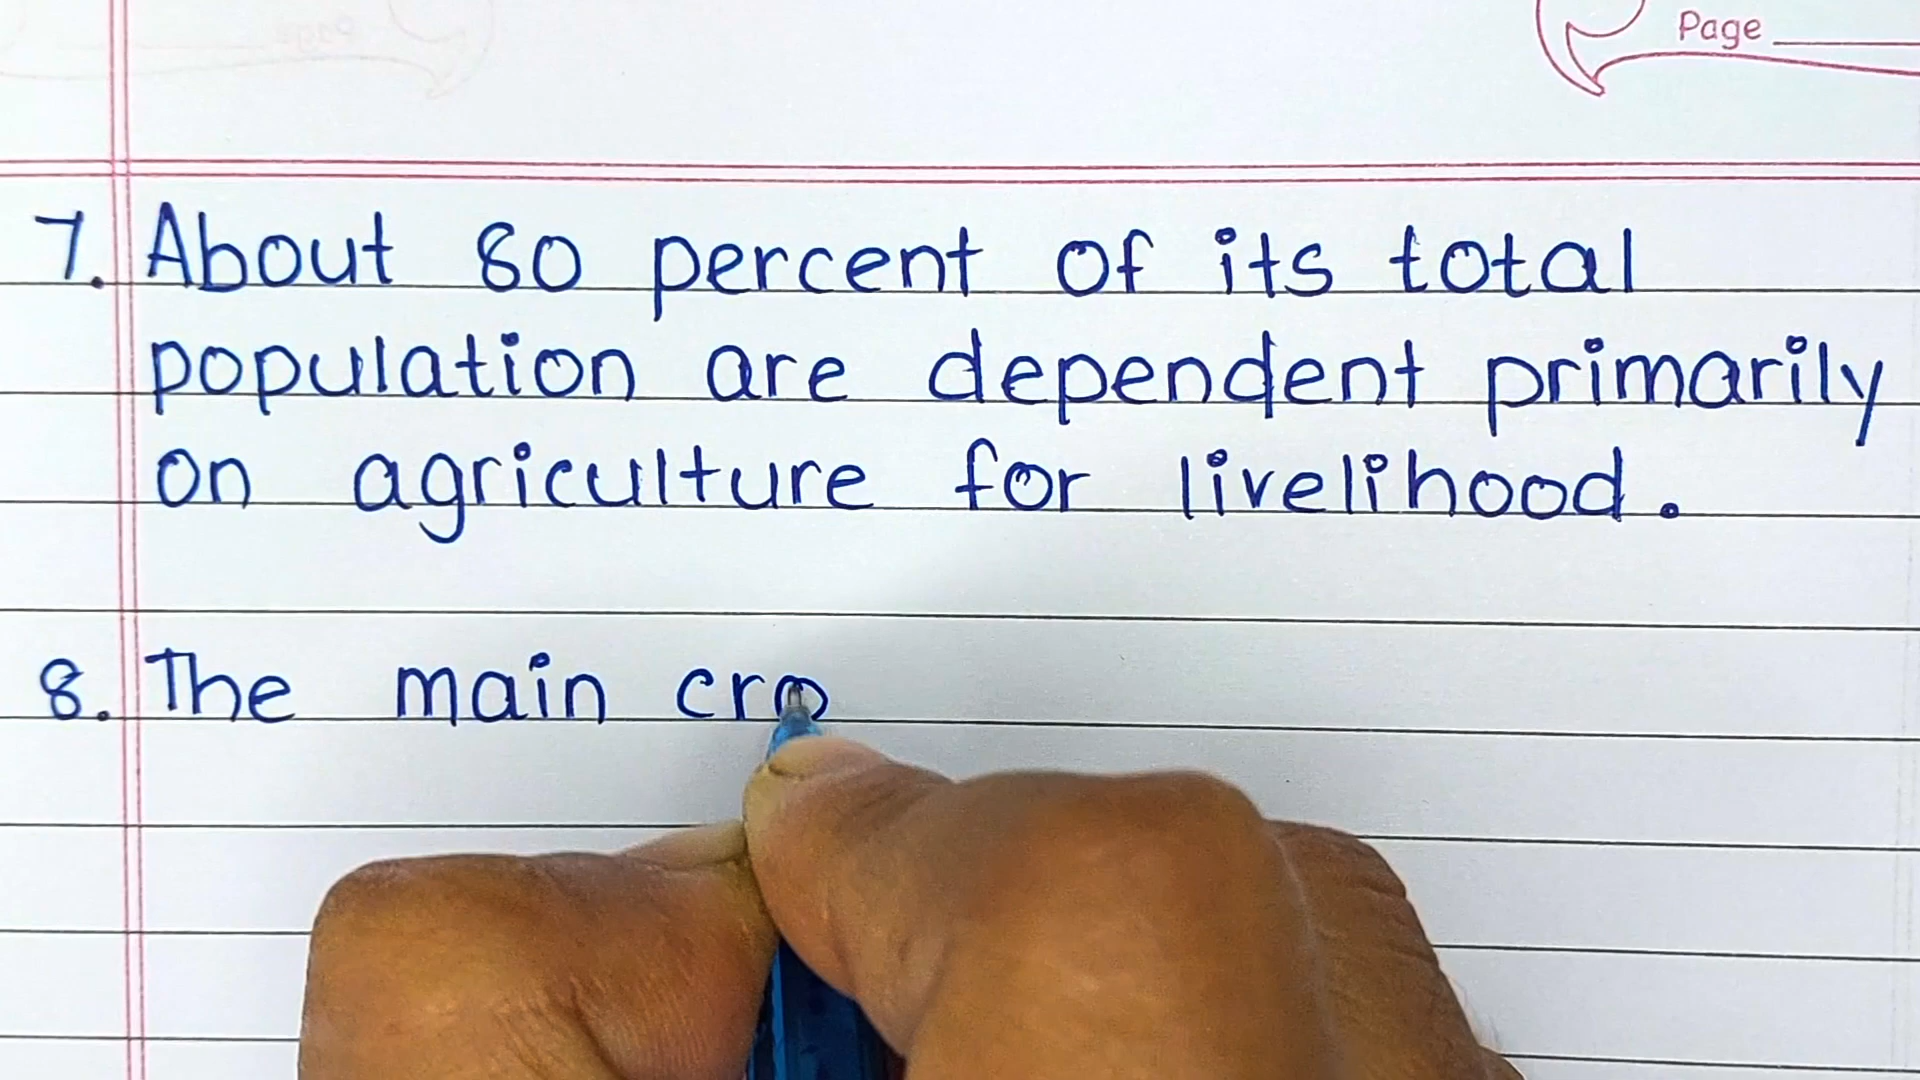 Page
7. About 80 percent of its total
population are dependent primarily
on agriculture for livelihood.
8. The main cro